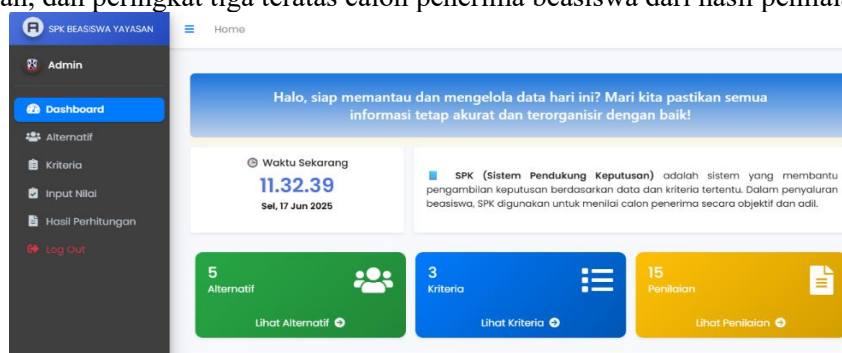 an, dan peringkat tiga teratas calon penerima beasiswa dari hasil penilai
SPK BEASISWA YAYASAN
Home
Admin
Dashboard
Alternatif
Kriteria
Input Nilai
Hasil Perhitungan
Log Out
Halo, siap memantau dan mengelola data hari ini? Mari kita pastikan semua
informasi tetap akurat dan terorganisir dengan baik!
Waktu Sekarang
11.32.39
Sel, 17 Jun 2025
SPK (Sistem Pendukung Keputusan) adalah sistem yang membantu
pengambilan keputusan berdasarkan data dan kriteria tertentu. Dalam penyaluran
beasiswa, SPK digunakan untuk menilai calon penerima secara objektif dan adil.
5
Alternatif
Lihat Alternatif
3
Kriteria
Lihat Kriteria
15
Penilaian
Lihat Penilaian